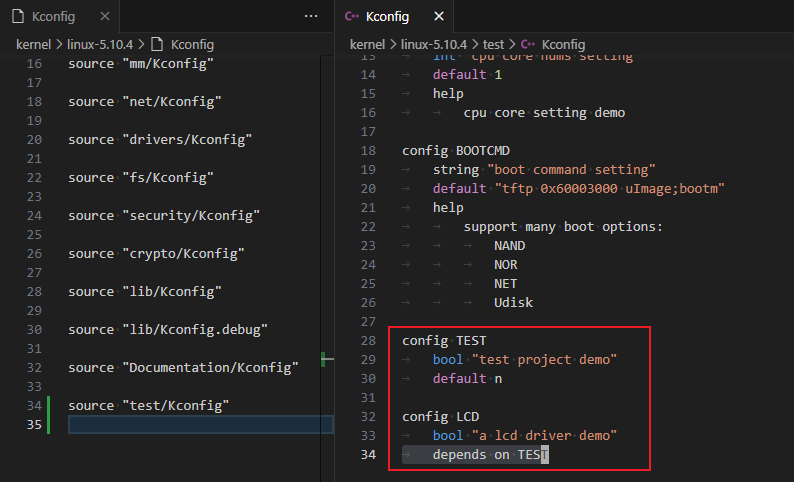 Kconfig
kernel > linux-5.10.4 > Kconfig
16 source "mm/Kconfig"
17
18 source "net/Kconfig"
19
20 source "drivers/Kconfig"
21
22 source "fs/Kconfig"
23
24 source "security/Kconfig"
25
26 source "crypto/Kconfig"
27
28 source "lib/Kconfig"
29
30 source "lib/Kconfig.debug"
31
32 source "Documentation/Kconfig"
33
34 source "test/Kconfig"
35
Kconfig
kernel > linux-5.10.4 > test > Kconfig
13 int "cpu core nums setting"
14 default 1
15 help
16 cpu core setting demo
17
18 config BOOTCMD
19 string "boot command setting"
20 default "tftp 0x60003000 uImage;bootm"
21 help
22 support many boot options:
23 NAND
24 NOR
25 NET
26 Udisk
27
28 config TEST
29 bool "test project demo"
30 default n
31
32 config LCD
33 bool "a lcd driver demo"
34 depends on TEST